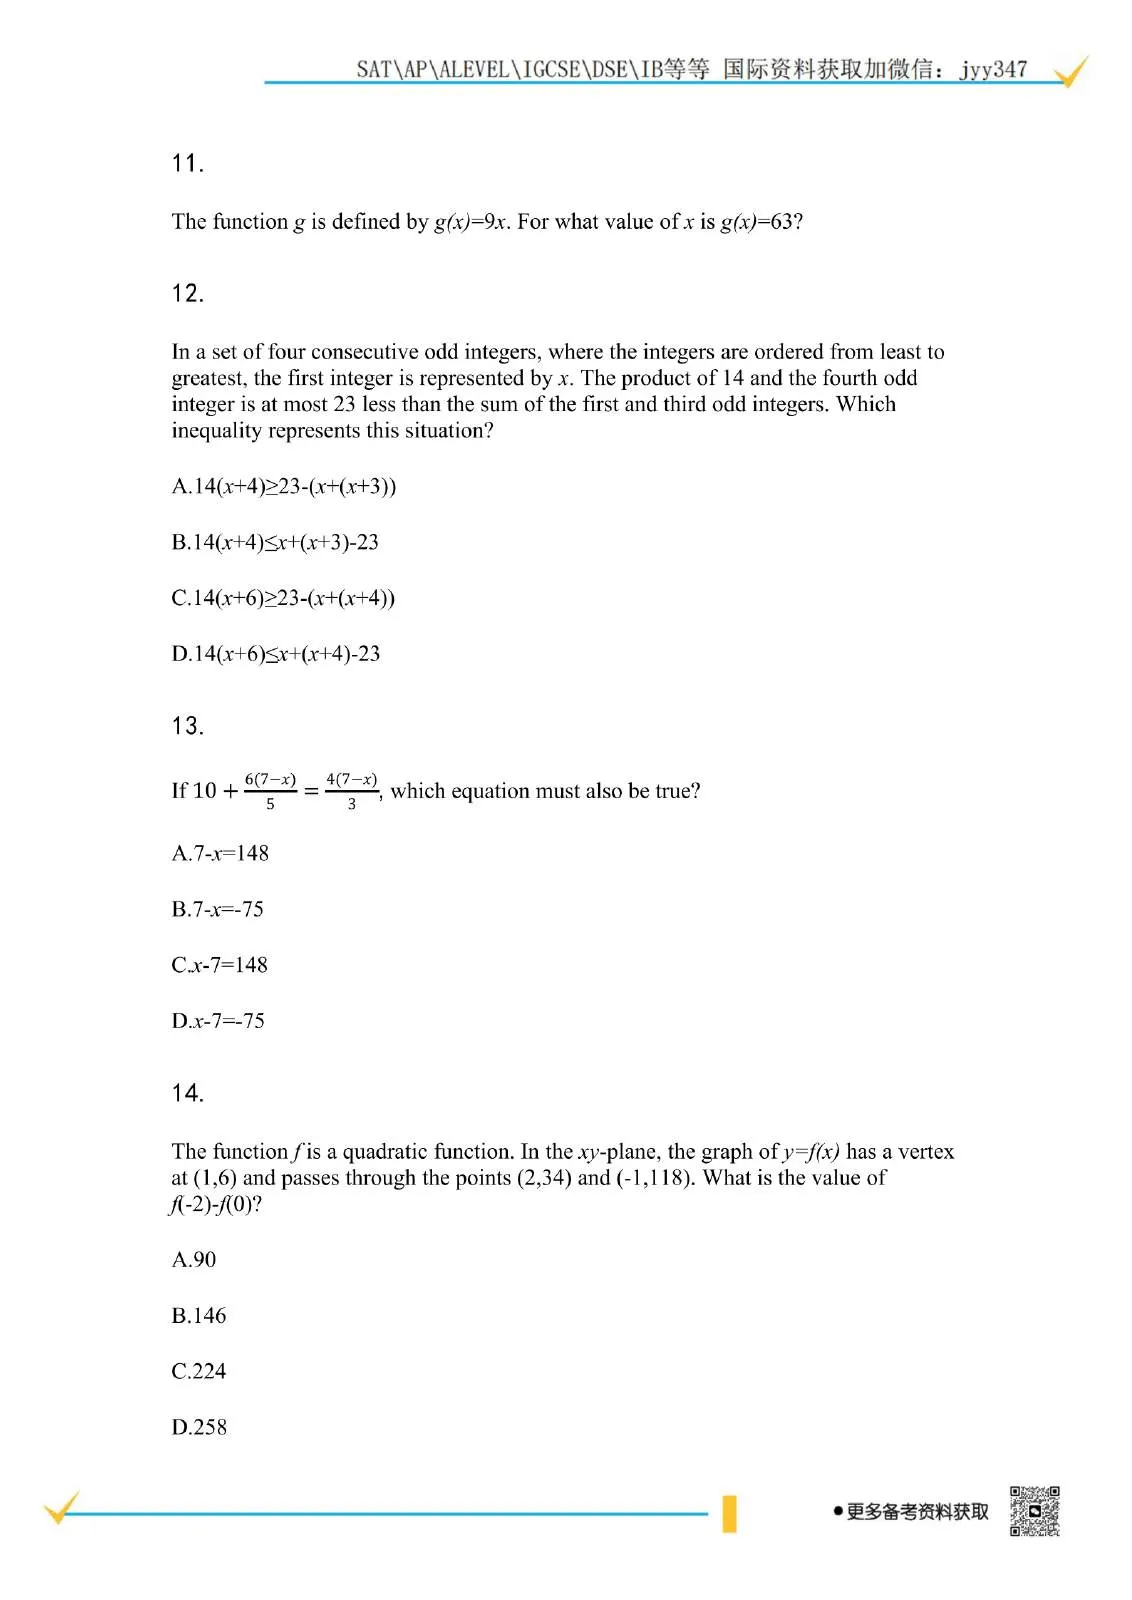 SAT\AP\ALEVEL\IGCSE\DSE\IB等等 国际资料获取加微信：jyy347
11.
The function g is defined by g(x)=9x. For what value of x is g(x)=63?
12.
In a set of four consecutive odd integers, where the integers are ordered from least to
greatest, the first integer is represented by x. The product of 14 and the fourth odd
integer is at most 23 less than the sum of the first and third odd integers. Which
inequality represents this situation?
A.14(x+4)≥23-(x+(x+3))
B.14(x+4)≤x+(x+3)-23
C.14(x+6)≥23-(x+(x+4))
D.14(x+6)≤x+(x+4)-23
13.
If 10 + 6(7−x)/5 = 4(7−x)/3, which equation must also be true?
A.7-x=148
B.7-x=-75
C.x-7=148
D.x-7=-75
14.
The function f is a quadratic function. In the xy-plane, the graph of y=f(x) has a vertex
at (1,6) and passes through the points (2,34) and (-1,118). What is the value of
f(-2)-f(0)?
A.90
B.146
C.224
D.258
●更多备考资料获取